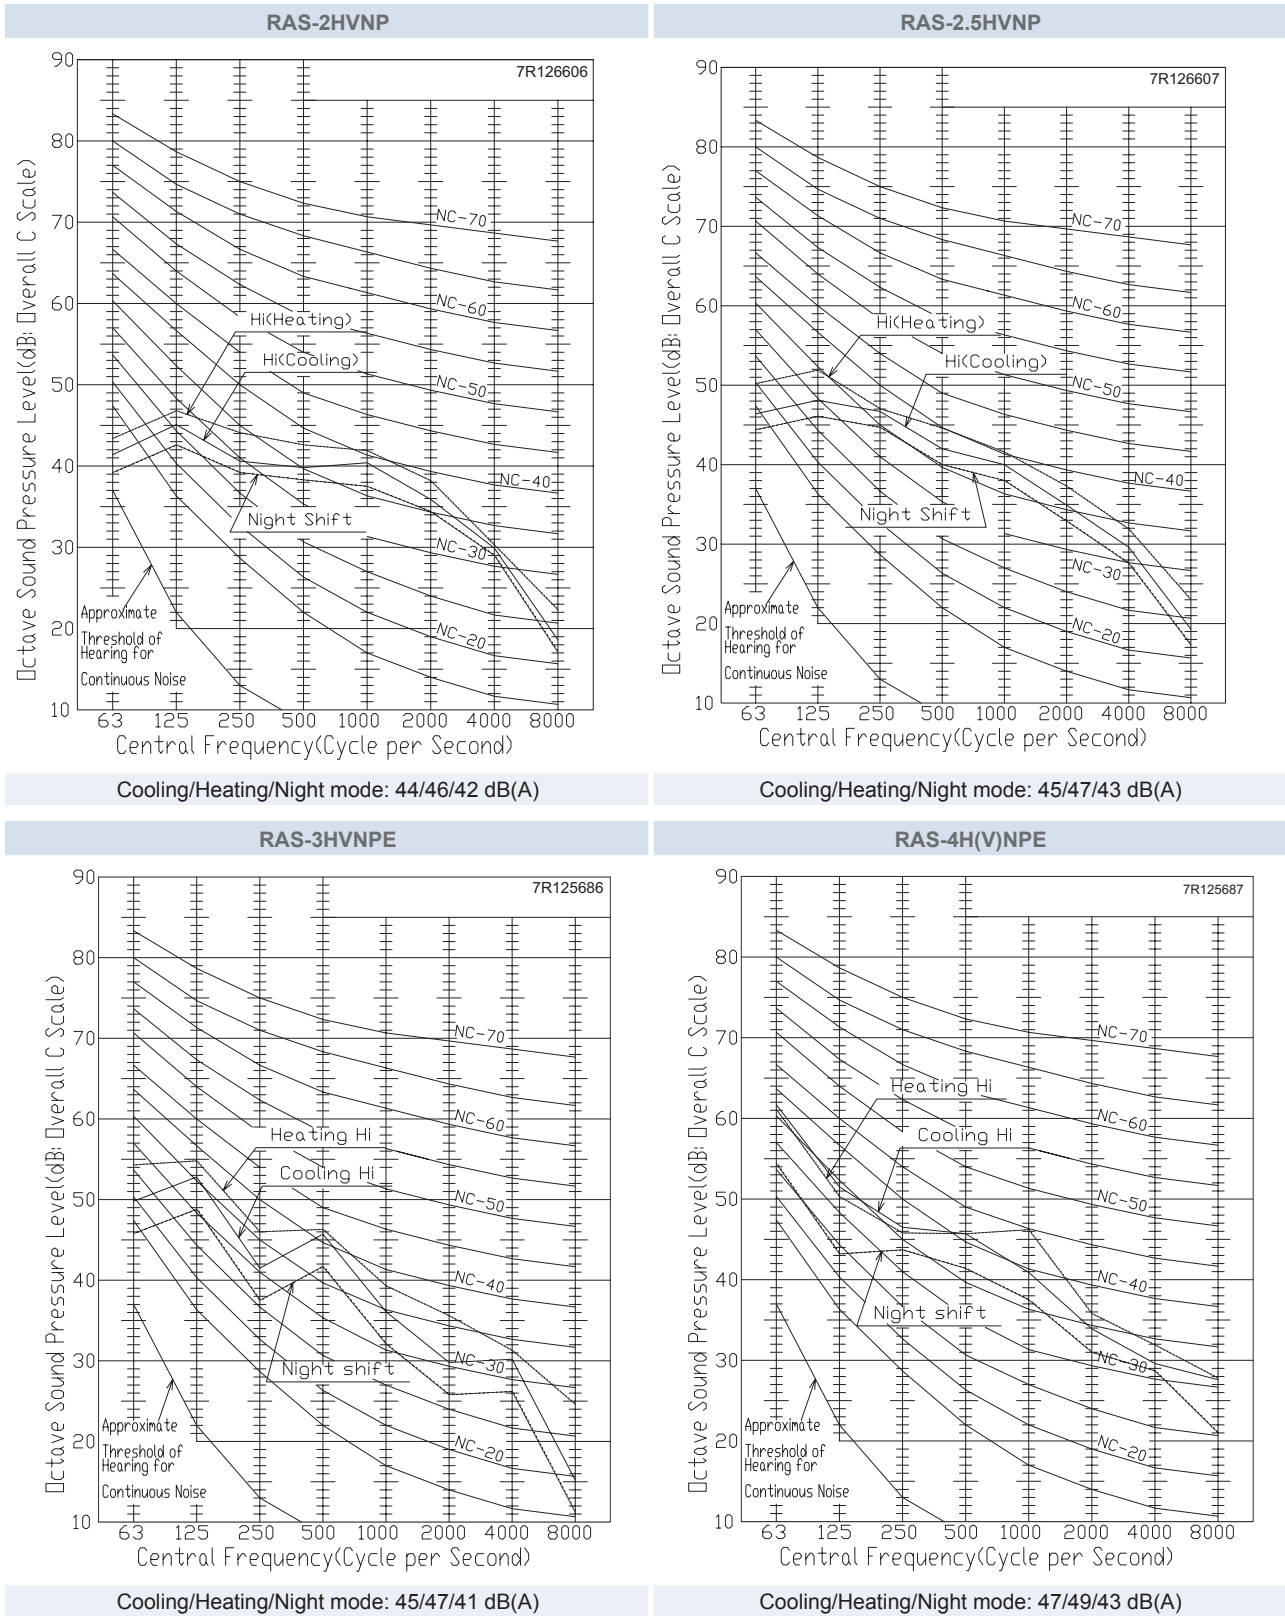 RAS-2HVNP
7R126606
Octave Sound Pressure Level(dB: Overall C Scale)
90
80
70
60
50
40
30
20
10
NC-70
NC-60
NC-50
NC-40
NC-30
NC-20
Hi(Heating)
Hi(Cooling)
Night Shift
Approximate
Threshold of
Hearing for
Continuous Noise
63 125 250 500 1000 2000 4000 8000
Central Frequency(Cycle per Second)
Cooling/Heating/Night mode: 44/46/42 dB(A)
RAS-2.5HVNP
7R126607
Octave Sound Pressure Level(dB: Overall C Scale)
90
80
70
60
50
40
30
20
10
NC-70
NC-60
NC-50
NC-40
NC-30
NC-20
Hi(Heating)
Hi(Cooling)
Night Shift
Approximate
Threshold of
Hearing for
Continuous Noise
63 125 250 500 1000 2000 4000 8000
Central Frequency(Cycle per Second)
Cooling/Heating/Night mode: 45/47/43 dB(A)
RAS-3HVNPE
7R125686
Octave Sound Pressure Level(dB: Overall C Scale)
90
80
70
60
50
40
30
20
10
NC-70
NC-60
NC-50
NC-40
NC-30
NC-20
Heating Hi
Cooling Hi
Night shift
Approximate
Threshold of
Hearing for
Continuous Noise
63 125 250 500 1000 2000 4000 8000
Central Frequency(Cycle per Second)
Cooling/Heating/Night mode: 45/47/41 dB(A)
RAS-4H(V)NPE
7R125687
Octave Sound Pressure Level(dB: Overall C Scale)
90
80
70
60
50
40
30
20
10
NC-70
NC-60
NC-50
NC-40
NC-30
NC-20
Heating Hi
Cooling Hi
Night shift
Approximate
Threshold of
Hearing for
Continuous Noise
63 125 250 500 1000 2000 4000 8000
Central Frequency(Cycle per Second)
Cooling/Heating/Night mode: 47/49/43 dB(A)